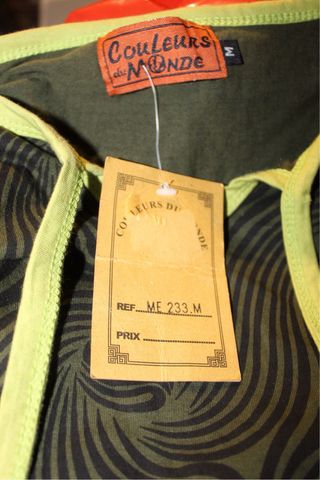 COULEURS
du MONDE
M
COULEURS DU MONDE
REF. ME 233.M
PRIX